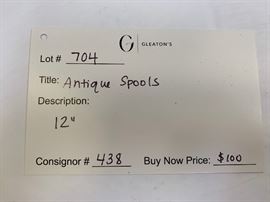 G | GLEATON'S
Lot # 704
Title: Antique Spools
Description:
12"
Consignor # 438 Buy Now Price: $100